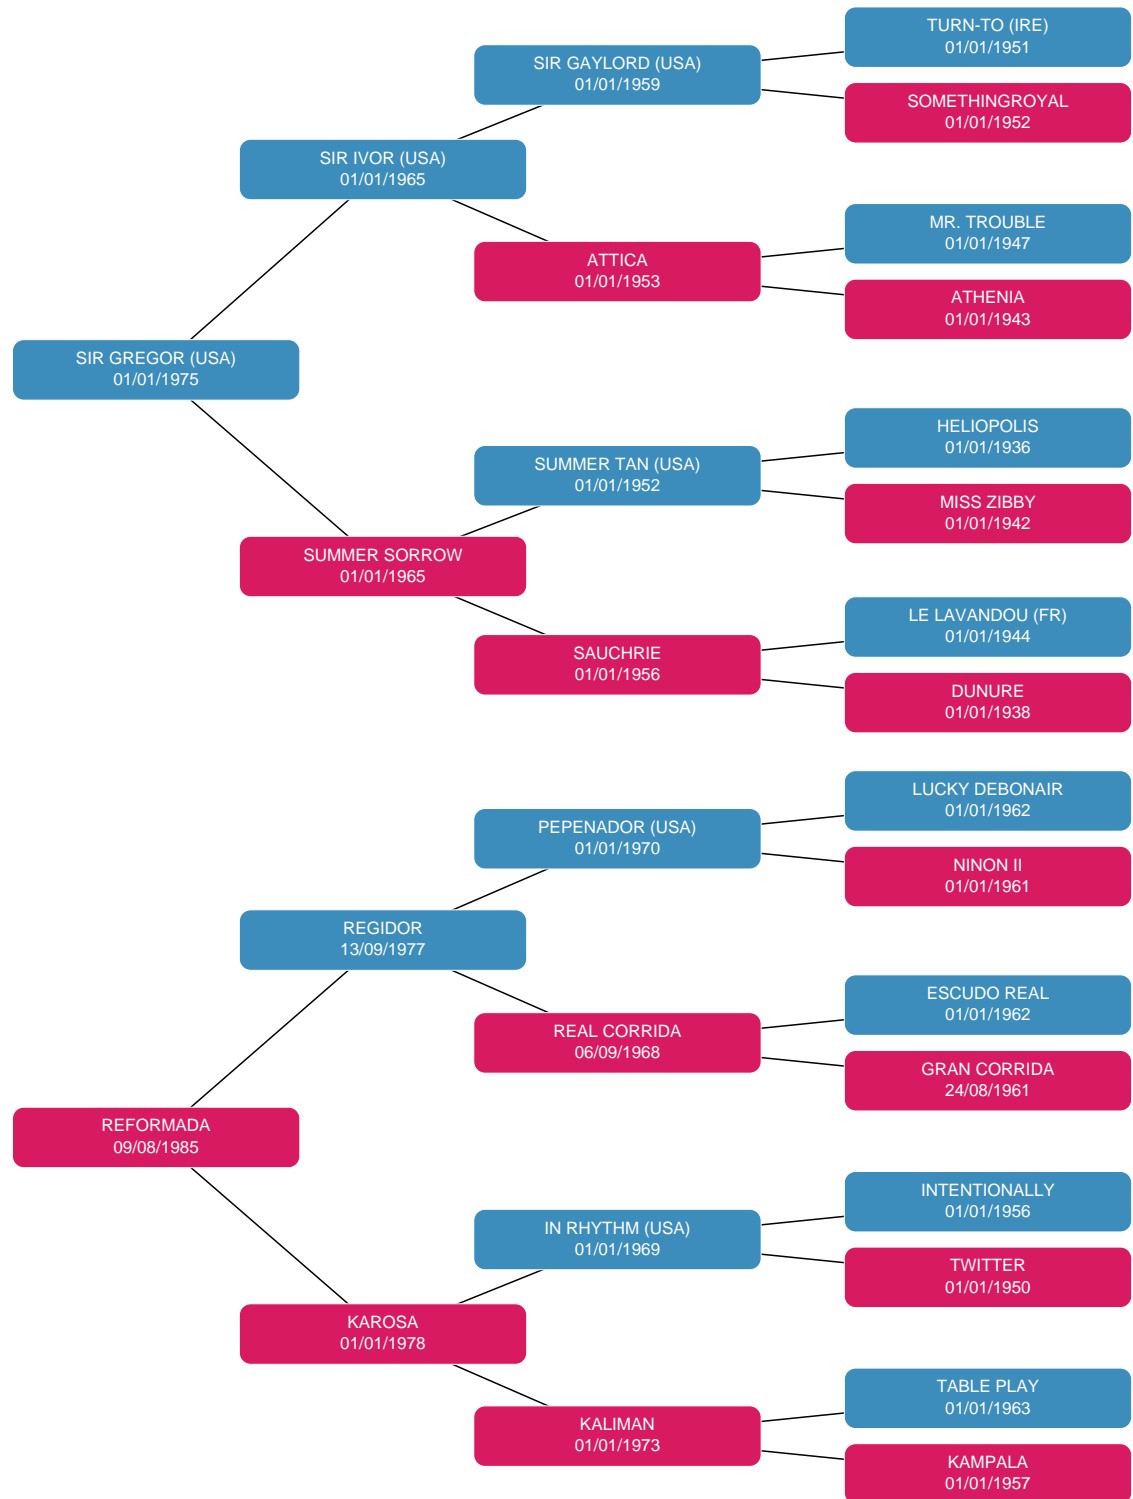 TURN-TO (IRE)
01/01/1951
SIR GAYLORD (USA)
01/01/1959
SOMETHINGROYAL
01/01/1952
SIR IVOR (USA)
01/01/1965
MR. TROUBLE
01/01/1947
ATTICA
01/01/1953
ATHENIA
01/01/1943
SIR GREGOR (USA)
01/01/1975
HELIOPOLIS
01/01/1936
SUMMER TAN (USA)
01/01/1952
MISS ZIBBY
01/01/1942
SUMMER SORROW
01/01/1965
LE LAVANDOU (FR)
01/01/1944
SAUCHRIE
01/01/1956
DUNURE
01/01/1938
LUCKY DEBONAIR
01/01/1962
PEPENADOR (USA)
01/01/1970
NINON II
01/01/1961
REGIDOR
13/09/1977
ESCUDO REAL
01/01/1962
REAL CORRIDA
06/09/1968
GRAN CORRIDA
24/08/1961
REFORMADA
09/08/1985
INTENTIONALLY
01/01/1956
IN RHYTHM (USA)
01/01/1969
TWITTER
01/01/1950
KAROSA
01/01/1978
TABLE PLAY
01/01/1963
KALIMAN
01/01/1973
KAMPALA
01/01/1957